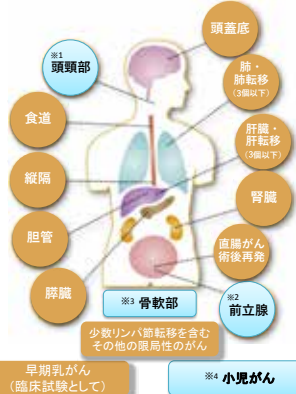 頭蓋底
※1
頭頸部
肺・
肺転移
(3個以下)
食道
肝臓・
肝転移
(3個以下)
縦隔
腎臓
胆管
直腸がん
術後再発
膵臓
※3 骨軟部
※2
前立腺
少数リンパ節転移を含む
その他の限局性のがん
早期乳がん
(臨床試験として)
※4 小児がん